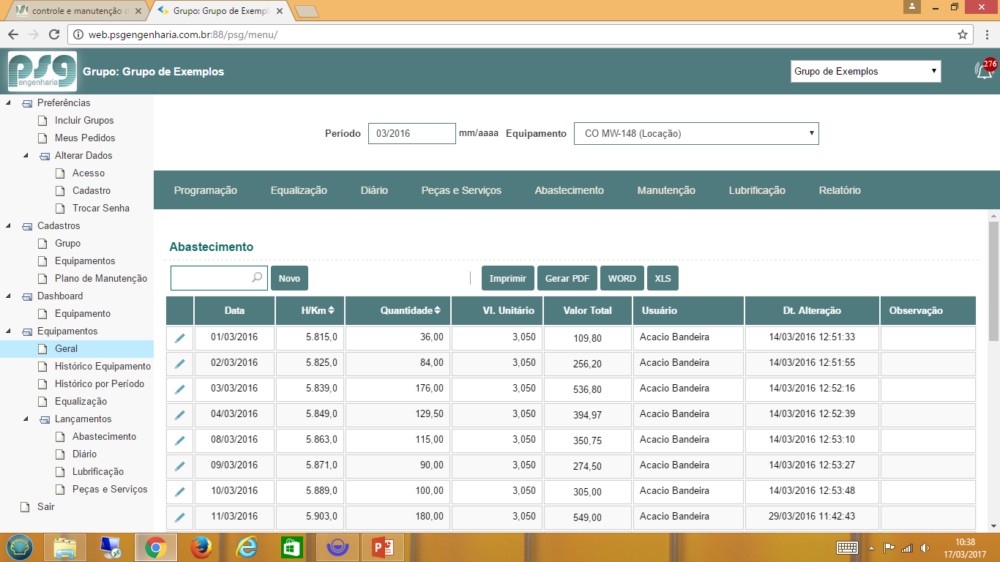 controle e manutenção d
Grupo: Grupo de Exempl
web.psgengenharia.com.br:88/psg/menu/
psg
engenharia
Grupo: Grupo de Exemplos
Grupo de Exemplos
276
Preferências
Incluir Grupos
Meus Pedidos
Alterar Dados
Acesso
Cadastro
Trocar Senha
Cadastros
Grupo
Equipamentos
Plano de Manutenção
Dashboard
Equipamento
Equipamentos
Geral
Histórico Equipamento
Histórico por Período
Equalização
Lançamentos
Abastecimento
Diário
Lubrificação
Peças e Serviços
Sair
Período 03/2016 mm/aaaa Equipamento CO MW-148 (Locação)
Programação Equalização Diário Peças e Serviços Abastecimento Manutenção Lubrificação Relatório
Abastecimento
Novo | Imprimir Gerar PDF WORD XLS
Data H/Km Quantidade Vl. Unitário Valor Total Usuário Dt. Alteração Observação
01/03/2016 5.815,0 36,00 3,050 109,80 Acacio Bandeira 14/03/2016 12:51:33
02/03/2016 5.825,0 84,00 3,050 256,20 Acacio Bandeira 14/03/2016 12:51:55
03/03/2016 5.839,0 176,00 3,050 536,80 Acacio Bandeira 14/03/2016 12:52:16
04/03/2016 5.849,0 129,50 3,050 394,97 Acacio Bandeira 14/03/2016 12:52:39
08/03/2016 5.863,0 115,00 3,050 350,75 Acacio Bandeira 14/03/2016 12:53:10
09/03/2016 5.871,0 90,00 3,050 274,50 Acacio Bandeira 14/03/2016 12:53:27
10/03/2016 5.889,0 100,00 3,050 305,00 Acacio Bandeira 14/03/2016 12:53:48
11/03/2016 5.903,0 180,00 3,050 549,00 Acacio Bandeira 29/03/2016 11:42:43
10:38
17/03/2017